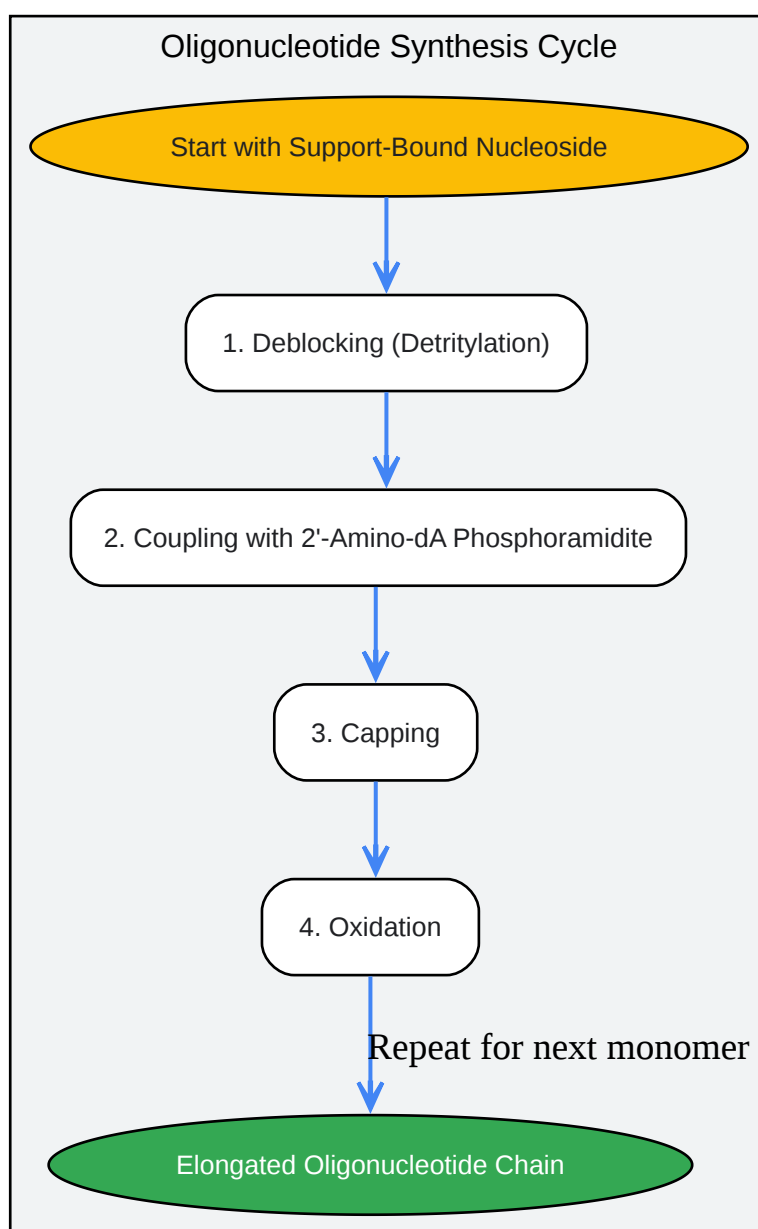 Oligonucleotide Synthesis Cycle
Start with Support-Bound Nucleoside
1. Deblocking (Detritylation)
2. Coupling with 2'-Amino-dA Phosphoramidite
3. Capping
4. Oxidation
Repeat for next monomer
Elongated Oligonucleotide Chain